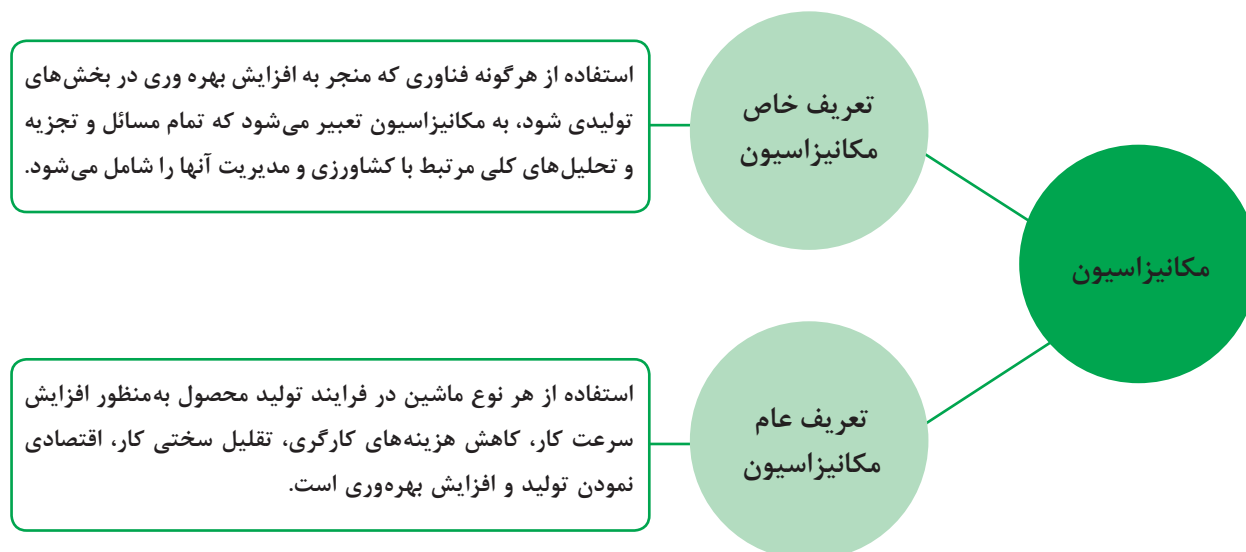 مکانیزاسیون
تعریف خاص
مکانیزاسیون
استفاده از هرگونه فناوری که منجر به افزایش بهره وری در بخش‌های
تولیدی شود، به مکانیزاسیون تعبیر می‌شود که تمام مسائل و تجزیه
و تحلیل‌های کلی مرتبط با کشاورزی و مدیریت آنها را شامل می‌شود.
تعریف عام
مکانیزاسیون
استفاده از هر نوع ماشین در فرایند تولید محصول به‌منظور افزایش
سرعت کار، کاهش هزینه‌های کارگری، تقلیل سختی کار، اقتصادی
نمودن تولید و افزایش بهره‌وری است.